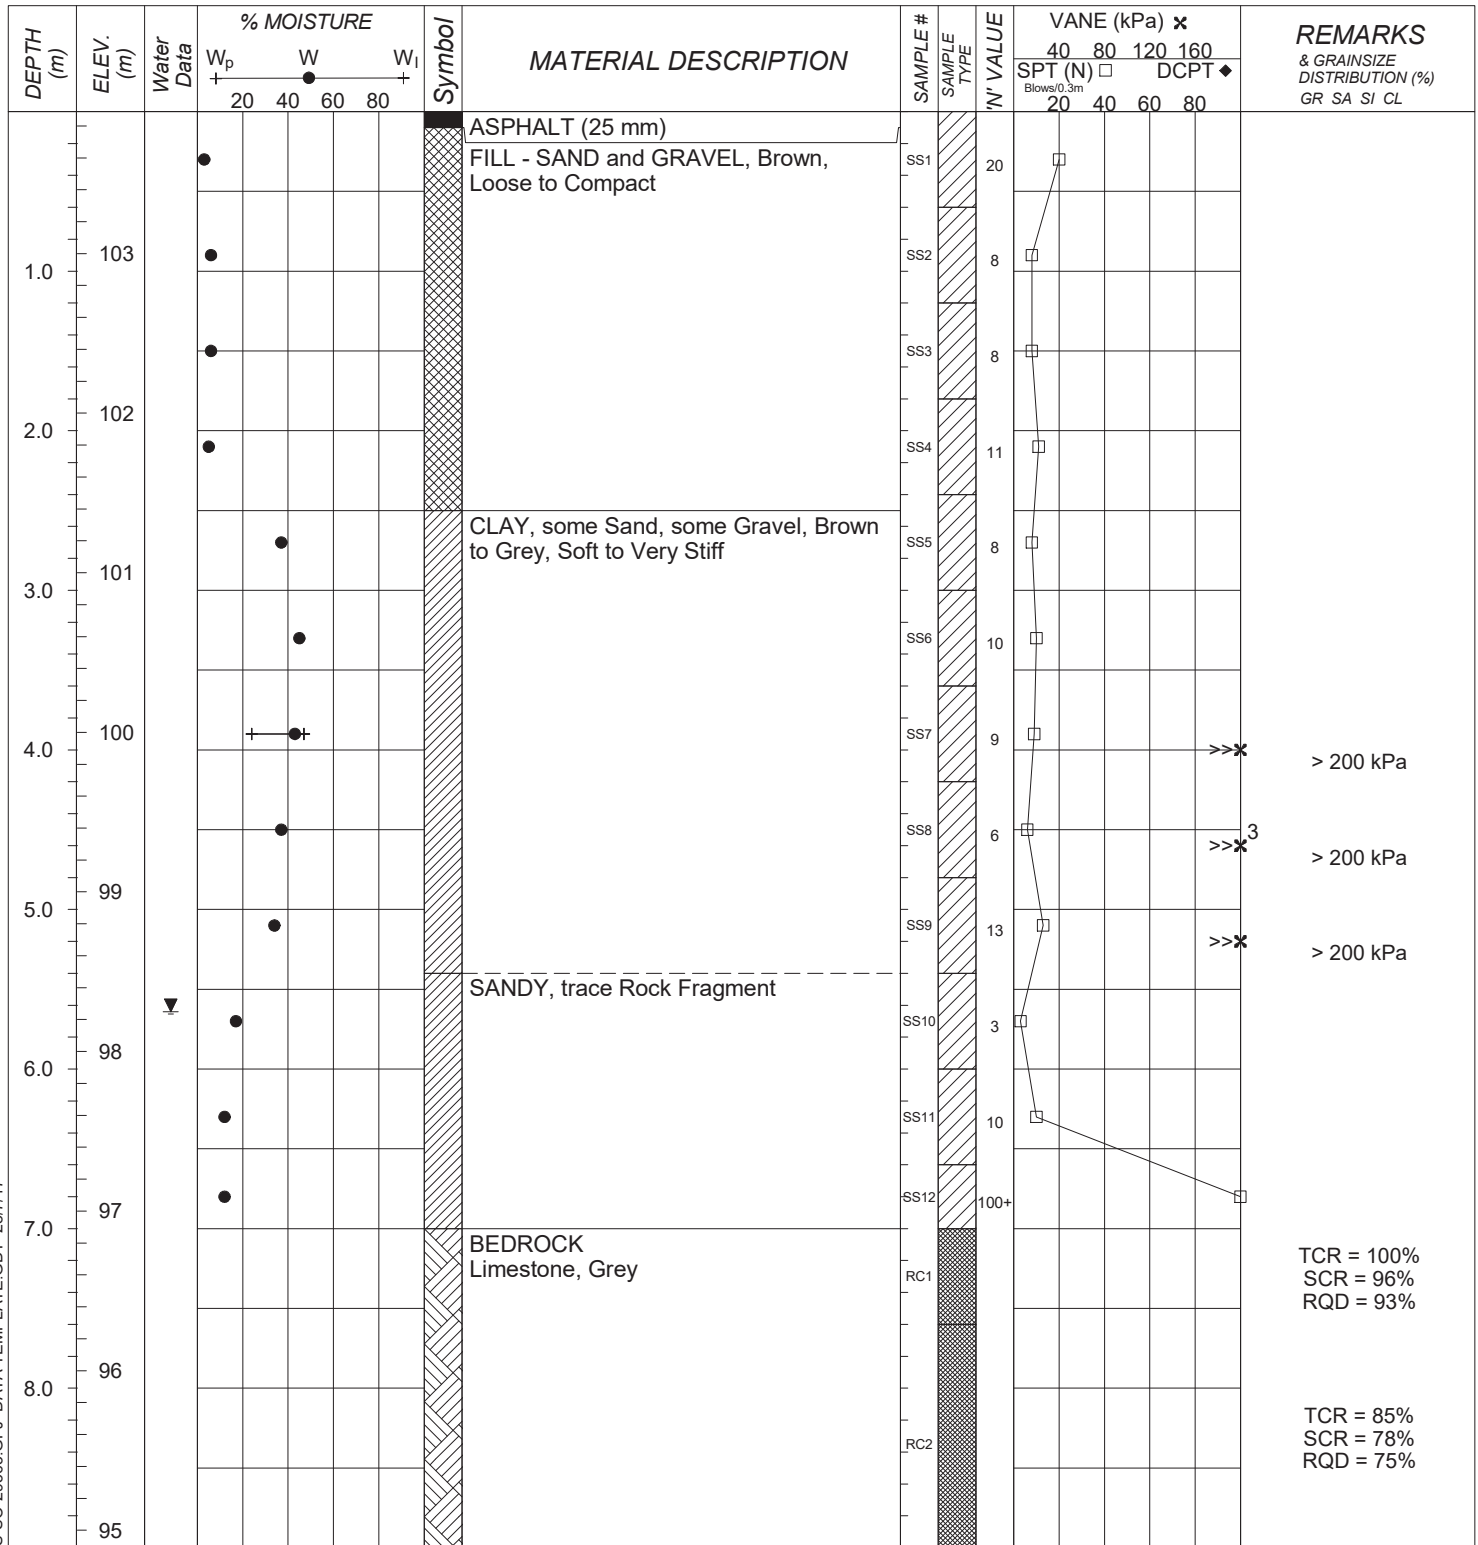 DEPTH (m)
ELEV. (m)
Water Data
% MOISTURE
Wp W Wl
20 40 60 80
Symbol
MATERIAL DESCRIPTION
SAMPLE #
SAMPLE TYPE
'N' VALUE
VANE (kPa)
40 80 120 160
SPT (N) DCPT
Blows/0.3m
20 40 60 80
REMARKS
& GRAINSIZE
DISTRIBUTION (%)
GR SA SI CL
ASPHALT (25 mm)
FILL - SAND and GRAVEL, Brown,
Loose to Compact
SS1 20
103
SS2 8
1.0
SS3 8
102
2.0
SS4 11
CLAY, some Sand, some Gravel, Brown
to Grey, Soft to Very Stiff
SS5 8
101
3.0
SS6 10
100
SS7 9
4.0
>>
> 200 kPa
SS8 6
3
>>
> 200 kPa
99
5.0
SS9 13
>>
> 200 kPa
SANDY, trace Rock Fragment
SS10 3
98
6.0
SS11 10
SS12 100+
97
7.0
BEDROCK
Limestone, Grey
RC1
TCR = 100%
SCR = 96%
RQD = 93%
96
8.0
RC2
TCR = 85%
SCR = 78%
RQD = 75%
95